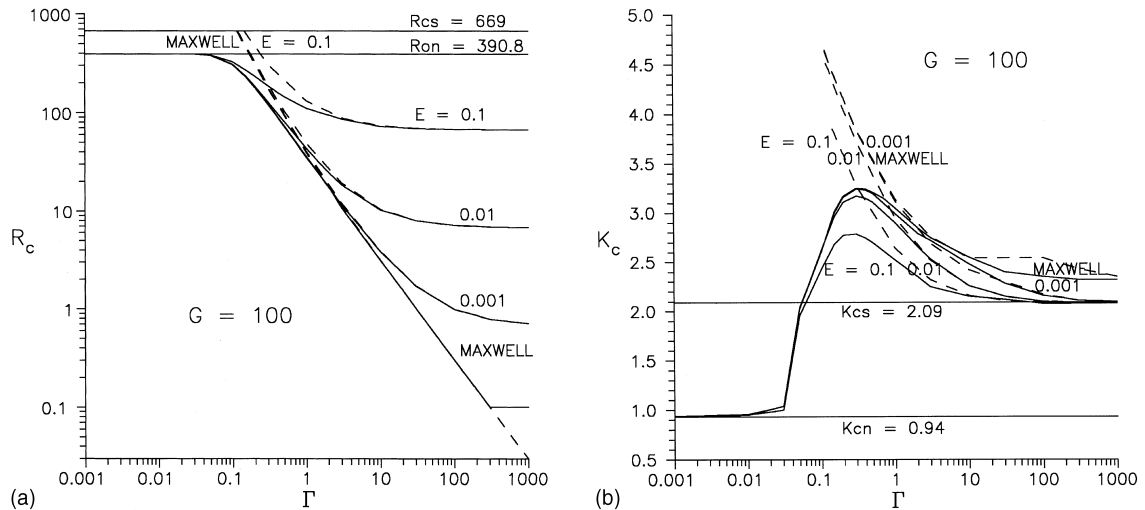 1000
100
10
1
0.1
R_c
Rcs = 669
MAXWELL E = 0.1
Ron = 390.8
E = 0.1
0.01
0.001
G = 100
MAXWELL
0.001 0.01 0.1 1 10 100 1000
(a) Γ
5.0
4.5
4.0
3.5
3.0
2.5
2.0
1.5
1.0
0.5
K_c
G = 100
E = 0.1 0.001
0.01 MAXWELL
E = 0.1 0.01
MAXWELL
0.001
Kcs = 2.09
Kcn = 0.94
0.001 0.01 0.1 1 10 100 1000
(b) Γ